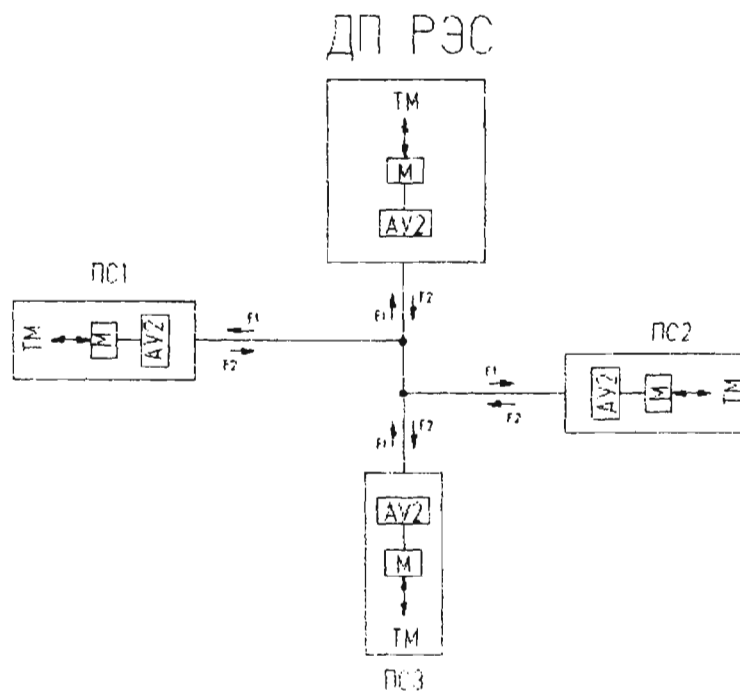 ДП РЭС
ТМ
М
АУ2
F1 F2
ПС1
ТМ М АУ2
F1
F2
ПС2
F1
F2
АУ2 М ТМ
F1 F2
АУ2
М
ТМ
ПС3